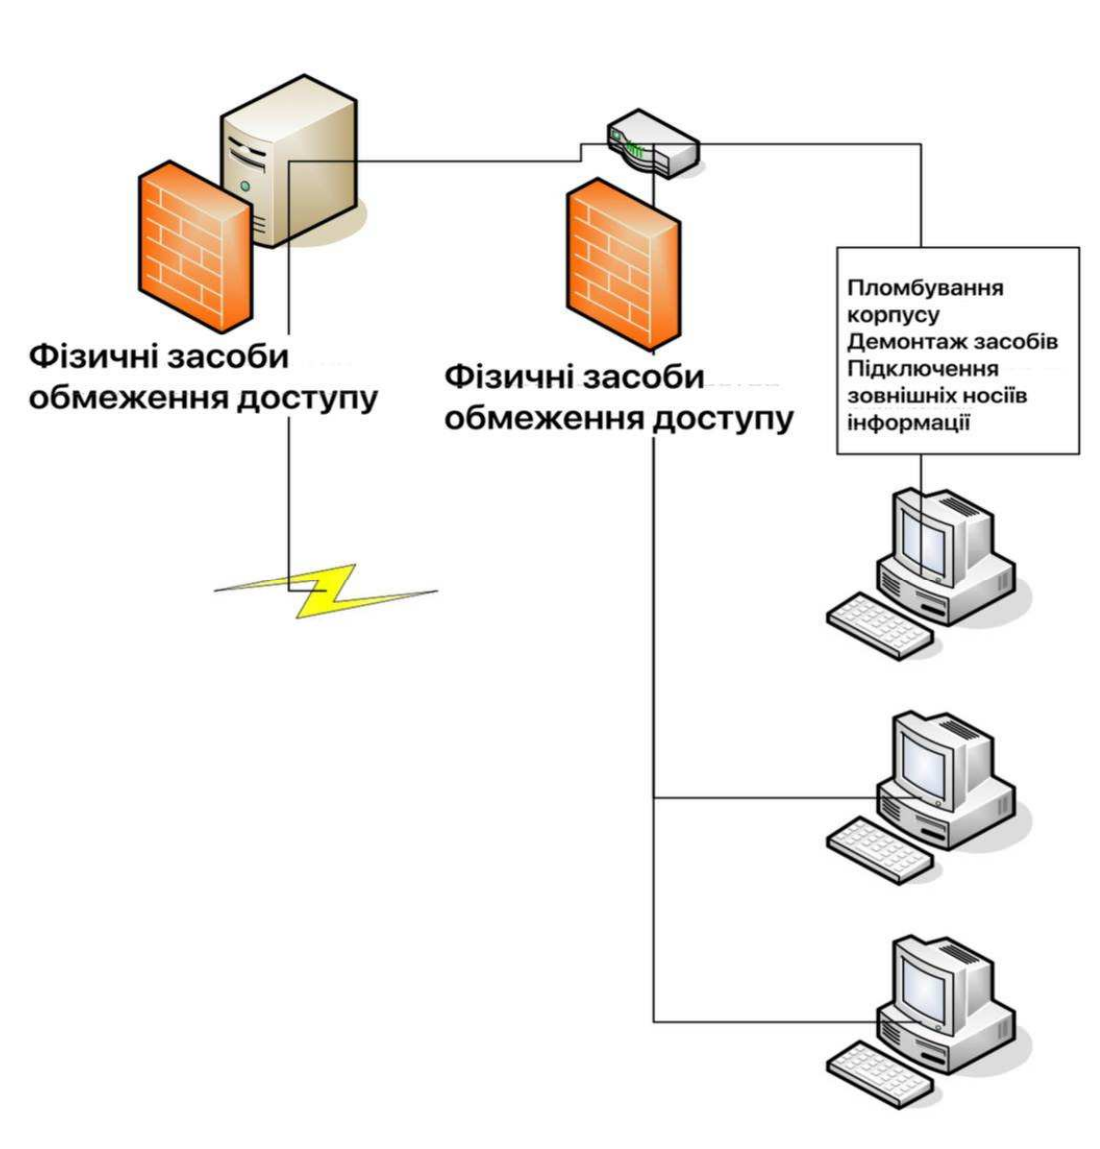 Фізичні засоби
обмеження доступу
Фізичні засоби
обмеження доступу
Пломбування
корпусу
Демонтаж засобів
Підключення
зовнішніх носіїв
інформації